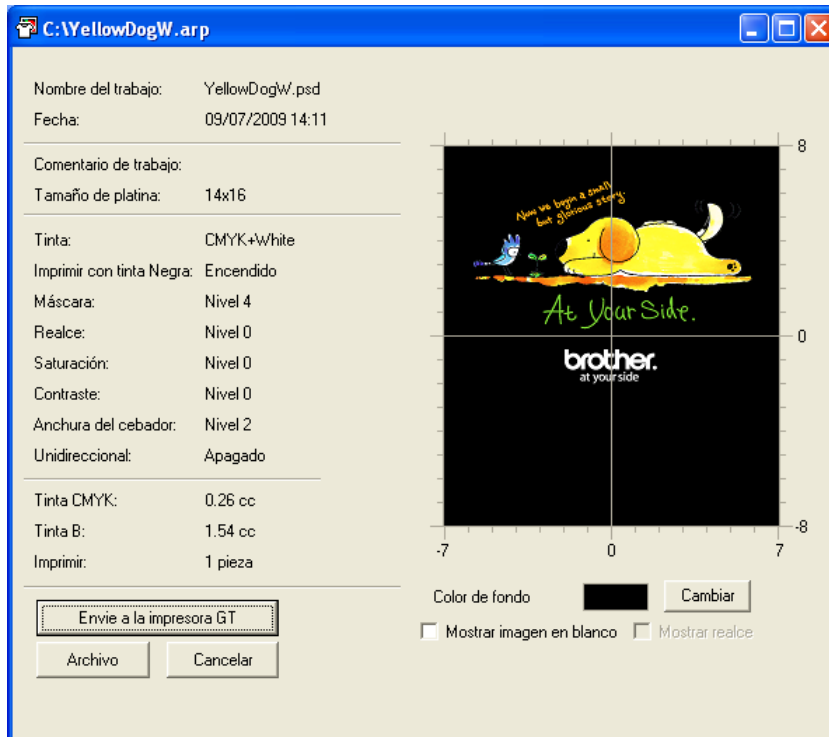 C:\YellowDogW.arp
Nombre del trabajo: YellowDogW.psd
Fecha: 09/07/2009 14:11
Comentario de trabajo:
Tamaño de platina: 14x16
Tinta: CMYK+White
Imprimir con tinta Negra: Encendido
Máscara: Nivel 4
Realce: Nivel 0
Saturación: Nivel 0
Contraste: Nivel 0
Anchura del cebador: Nivel 2
Unidireccional: Apagado
Tinta CMYK: 0.26 cc
Tinta B: 1.54 cc
Imprimir: 1 pieza
Envie a la impresora GT
Archivo Cancelar
8
Now we begin a small
but glorious story.
At Your Side.
0
brother.
at your side
-8
-7 0 7
Color de fondo Cambiar
Mostrar imagen en blanco Mostrar realce